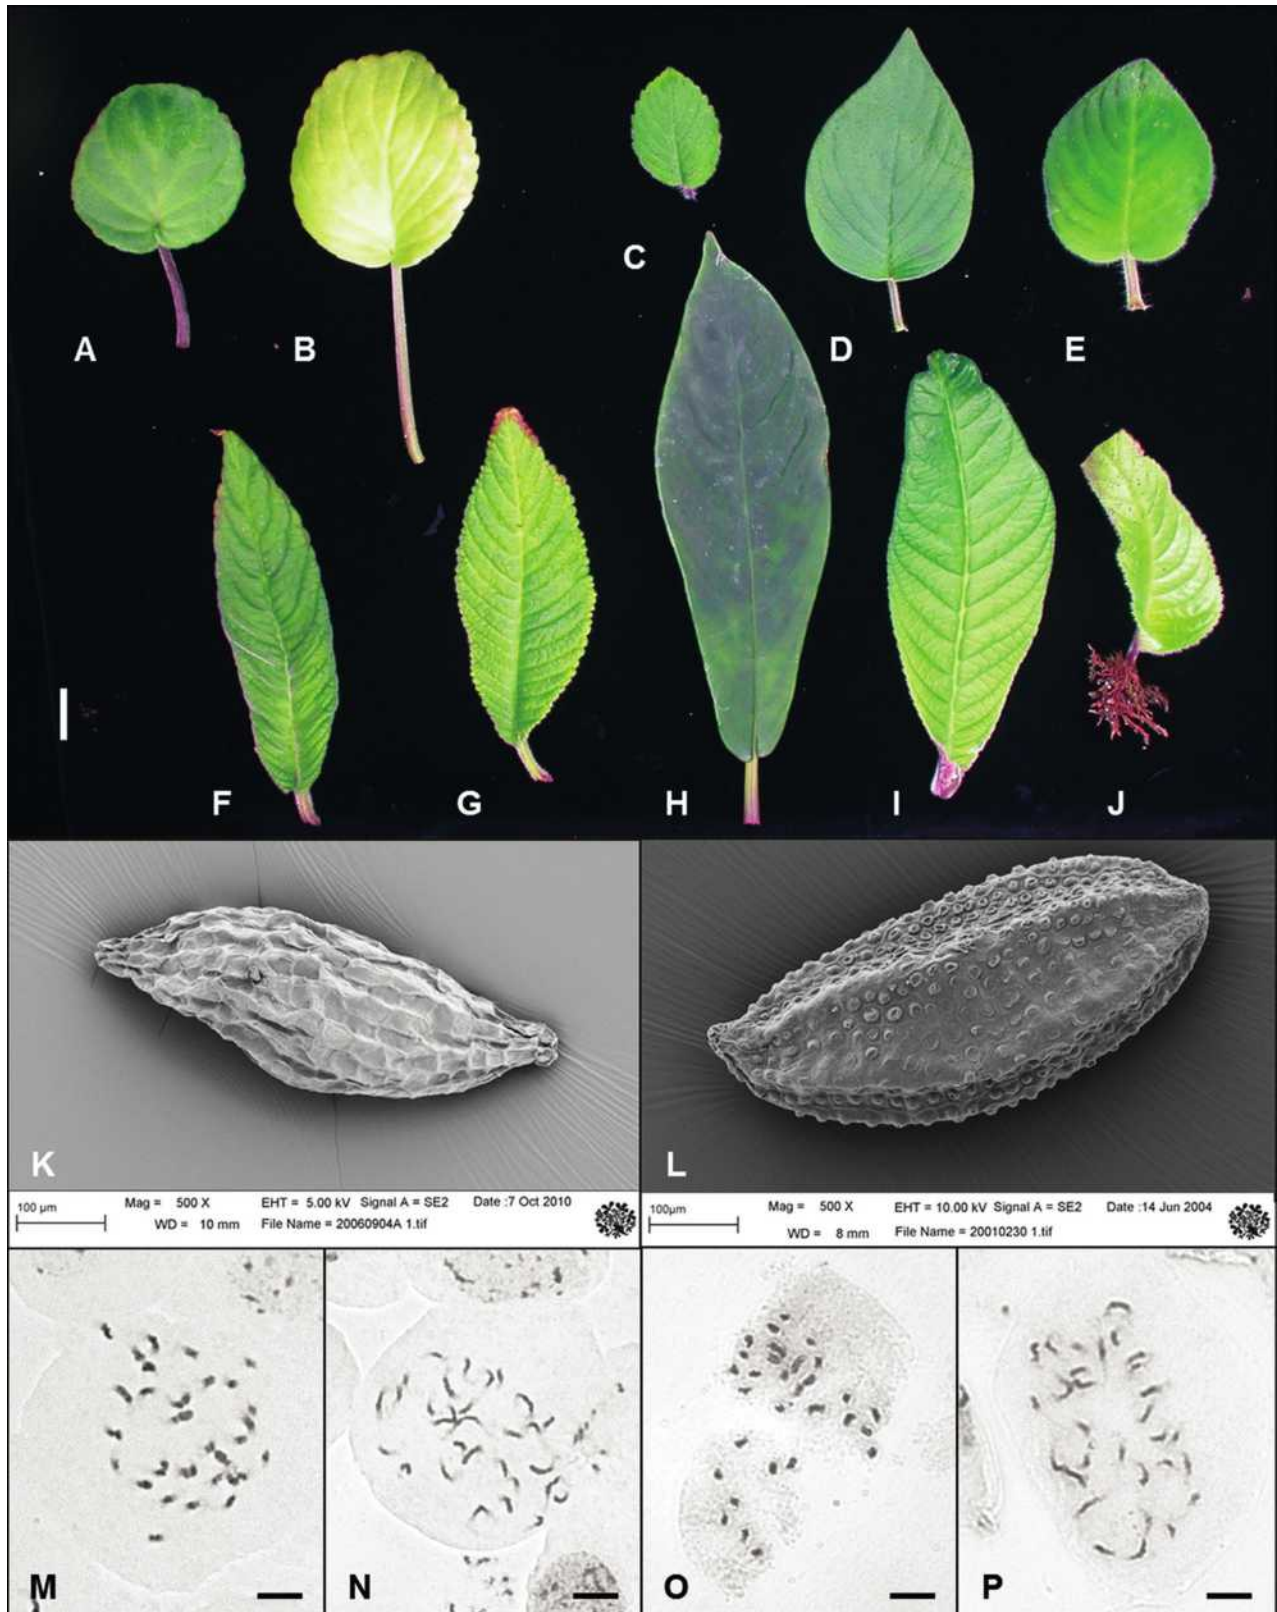 A
B
C
D
E
F
G
H
I
J
K
100 µm
Mag = 500 X
EHT = 5.00 kV
Signal A = SE2
Date :7 Oct 2010
WD = 10 mm
File Name = 20060904A 1.tif
L
100µm
Mag = 500 X
EHT = 10.00 kV
Signal A = SE2
Date :14 Jun 2004
WD = 8 mm
File Name = 20010230 1.tif
M
N
O
P